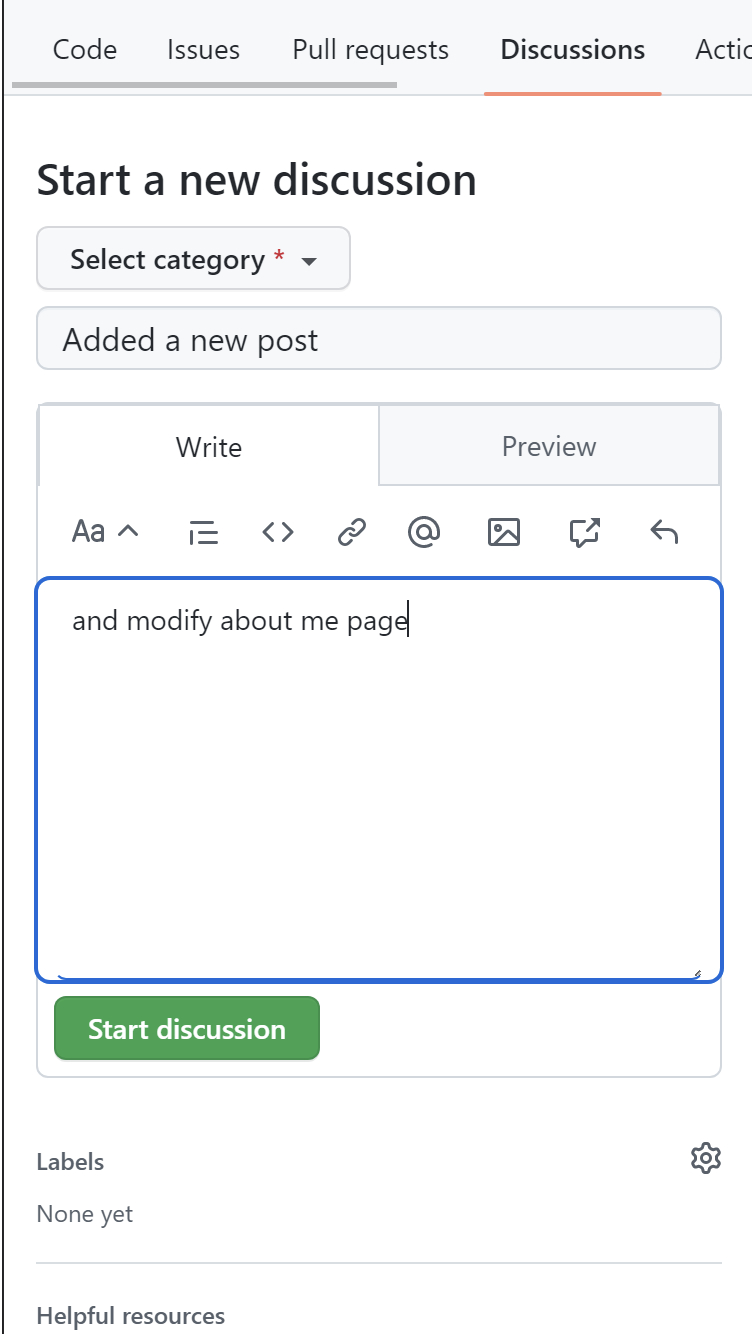 Code Issues Pull requests Discussions
Start a new discussion
Select category *
Added a new post
Write Preview
Aa
and modify about me page
Start discussion
Labels
None yet
Helpful resources